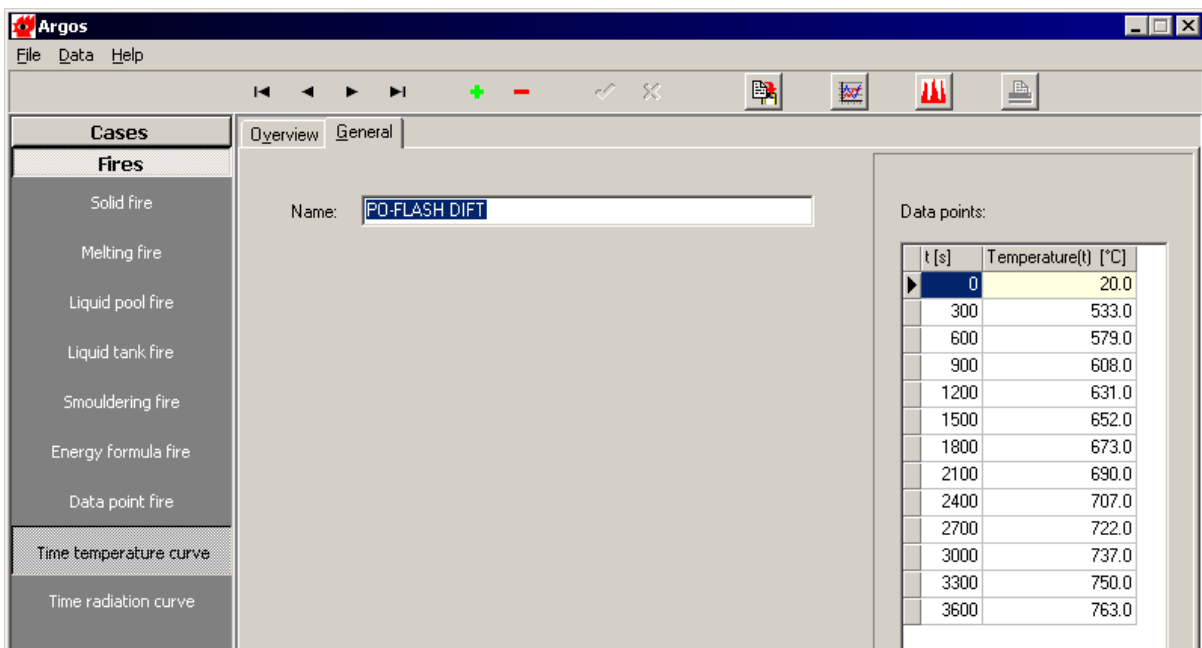 Argos
File Data Help
Cases
Fires
Solid fire
Melting fire
Liquid pool fire
Liquid tank fire
Smouldering fire
Energy formula fire
Data point fire
Time temperature curve
Time radiation curve
Overview General
Name: PO-FLASH DIFT
Data points:
t [s] Temperature(t) [°C]
0 20.0
300 533.0
600 579.0
900 608.0
1200 631.0
1500 652.0
1800 673.0
2100 690.0
2400 707.0
2700 722.0
3000 737.0
3300 750.0
3600 763.0